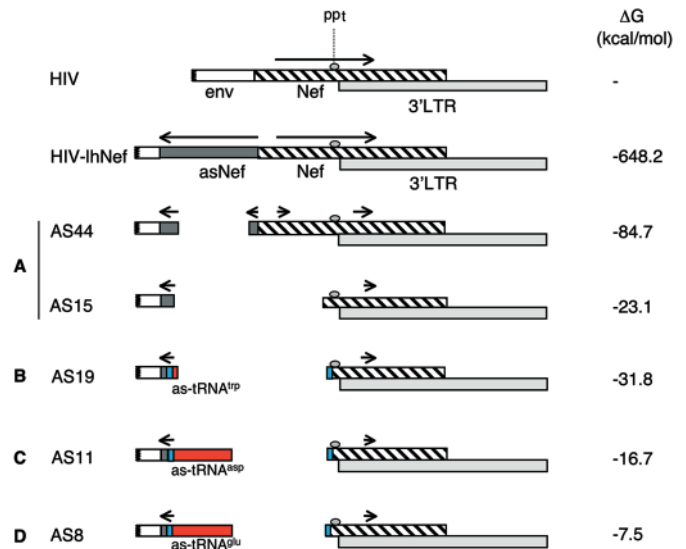 ppt
ΔG
(kcal/mol)
HIV
env
Nef
-
3'LTR
HIV-lhNef
asNef
Nef
-648.2
3'LTR
A
AS44
-84.7
AS15
-23.1
B
AS19
as-tRNAtrp
-31.8
C
AS11
as-tRNAasp
-16.7
D
AS8
as-tRNAglu
-7.5